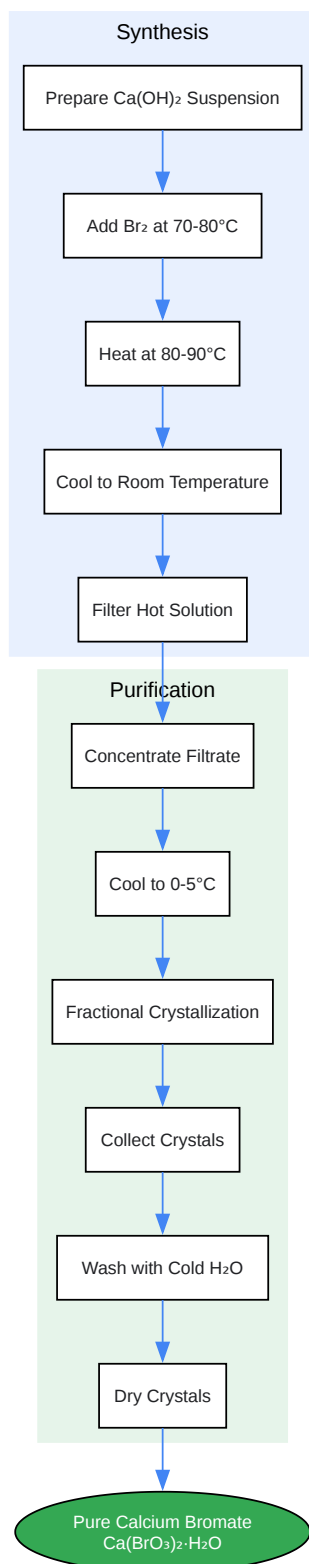 Synthesis
Prepare Ca(OH)₂ Suspension
Add Br₂ at 70-80°C
Heat at 80-90°C
Cool to Room Temperature
Filter Hot Solution
Purification
Concentrate Filtrate
Cool to 0-5°C
Fractional Crystallization
Collect Crystals
Wash with Cold H₂O
Dry Crystals
Pure Calcium Bromate
Ca(BrO₃)₂·H₂O